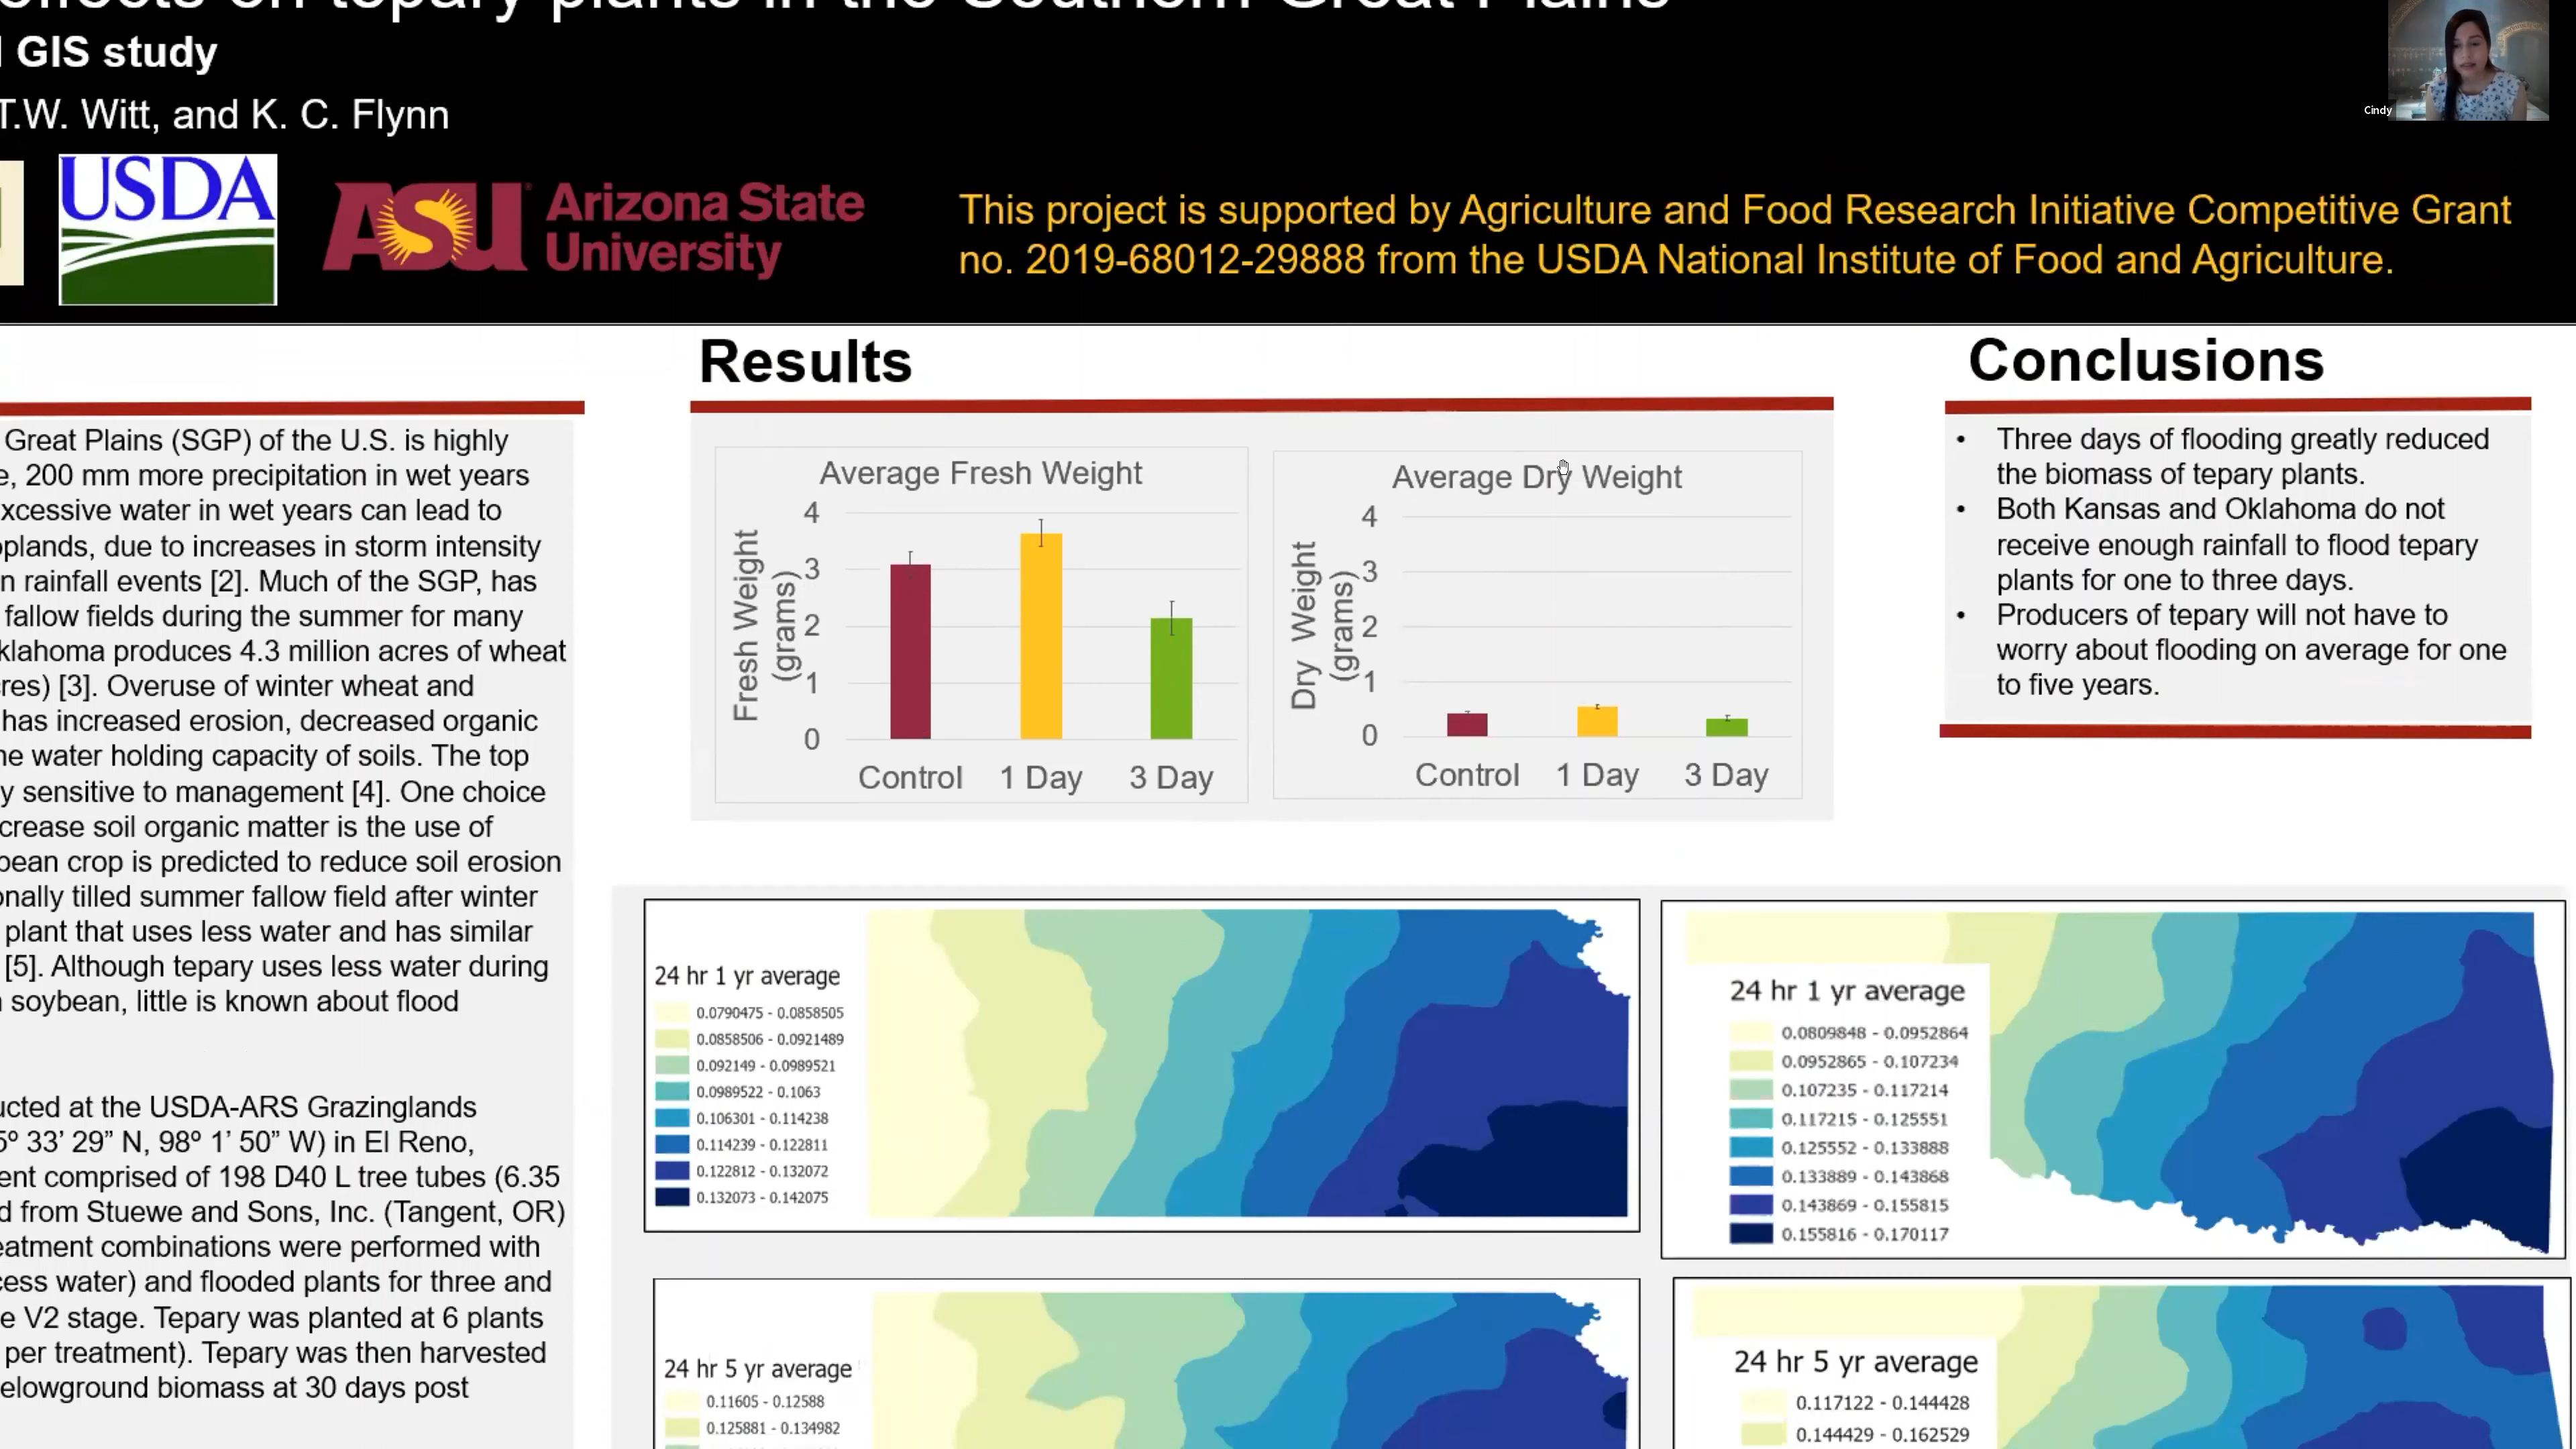 effects on tepary plants in the Southern Great Plains
GIS study
T.W. Witt, and K. C. Flynn
Cindy
USDA
ASU Arizona State
University
This project is supported by Agriculture and Food Research Initiative Competitive Grant
no. 2019-68012-29888 from the USDA National Institute of Food and Agriculture.
Great Plains (SGP) of the U.S. is highly
e, 200 mm more precipitation in wet years
xcessive water in wet years can lead to
oplands, due to increases in storm intensity
n rainfall events [2]. Much of the SGP, has
fallow fields during the summer for many
klahoma produces 4.3 million acres of wheat
cres) [3]. Overuse of winter wheat and
has increased erosion, decreased organic
he water holding capacity of soils. The top
y sensitive to management [4]. One choice
crease soil organic matter is the use of
bean crop is predicted to reduce soil erosion
onally tilled summer fallow field after winter
plant that uses less water and has similar
[5]. Although tepary uses less water during
soybean, little is known about flood
ucted at the USDA-ARS Grazinglands
5º 33’ 29” N, 98º 1’ 50” W) in El Reno,
ent comprised of 198 D40 L tree tubes (6.35
d from Stuewe and Sons, Inc. (Tangent, OR)
eatment combinations were performed with
cess water) and flooded plants for three and
e V2 stage. Tepary was planted at 6 plants
per treatment). Tepary was then harvested
elowground biomass at 30 days post
Results
Average Fresh Weight
Fresh Weight
(grams)
4
3
2
1
0
Control 1 Day 3 Day
Average Dry Weight
Dry Weight
(grams)
4
3
2
1
0
Control 1 Day 3 Day
Conclusions
• Three days of flooding greatly reduced
the biomass of tepary plants.
• Both Kansas and Oklahoma do not
receive enough rainfall to flood tepary
plants for one to three days.
• Producers of tepary will not have to
worry about flooding on average for one
to five years.
24 hr 1 yr average
0.0790475 - 0.0858505
0.0858506 - 0.0921489
0.092149 - 0.0989521
0.0989522 - 0.1063
0.106301 - 0.114238
0.114239 - 0.122811
0.122812 - 0.132072
0.132073 - 0.142075
24 hr 1 yr average
0.0809848 - 0.0952864
0.0952865 - 0.107234
0.107235 - 0.117214
0.117215 - 0.125551
0.125552 - 0.133888
0.133889 - 0.143868
0.143869 - 0.155815
0.155816 - 0.170117
24 hr 5 yr average
0.11605 - 0.12588
0.125881 - 0.134982
24 hr 5 yr average
0.117122 - 0.144428
0.144429 - 0.162529